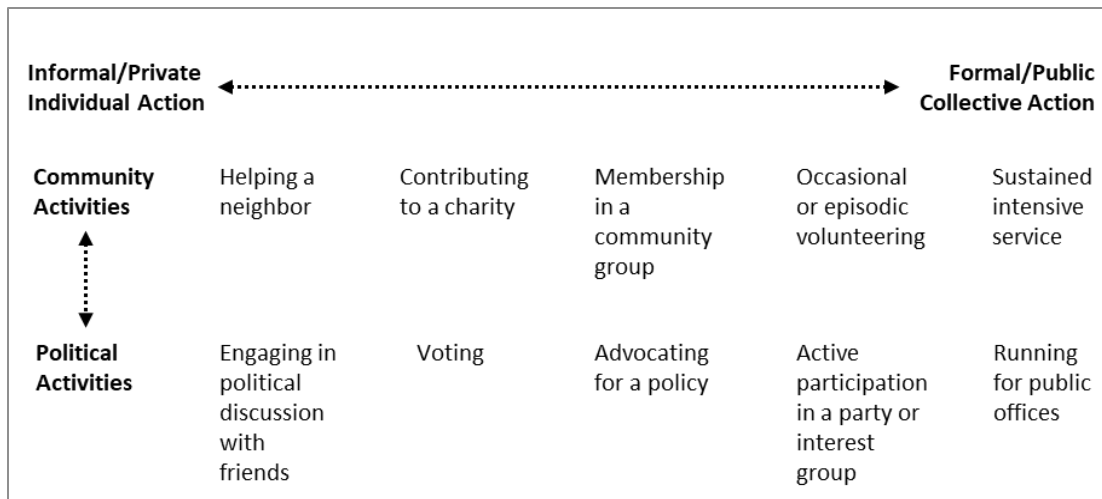 Informal/Private
Individual Action
Formal/Public
Collective Action
Community
Activities
Helping a
neighbor
Contributing
to a charity
Membership
in a
community
group
Occasional
or episodic
volunteering
Sustained
intensive
service
Political
Activities
Engaging in
political
discussion
with
friends
Voting
Advocating
for a policy
Active
participation
in a party or
interest
group
Running
for public
offices